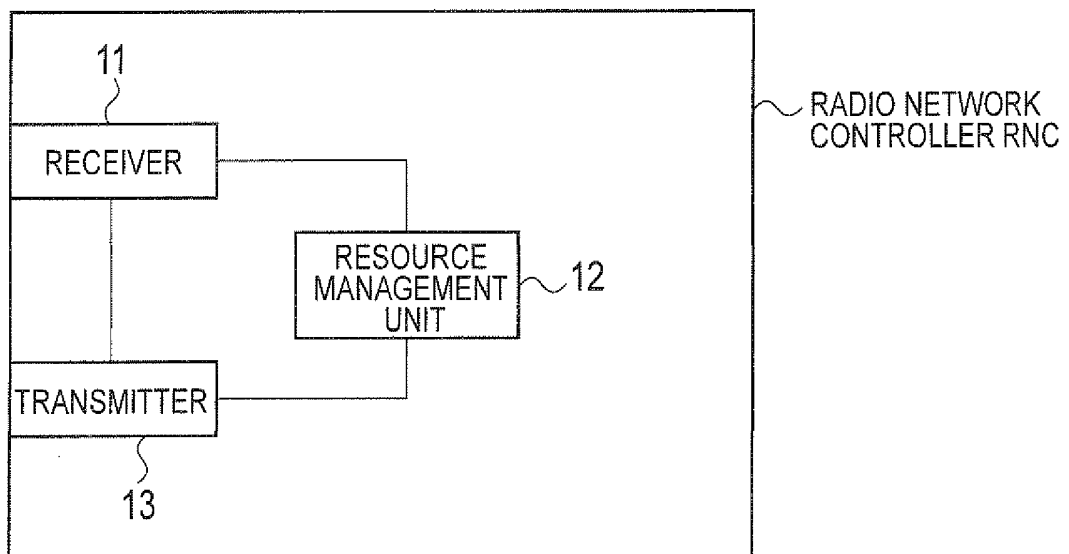 11
RECEIVER
RADIO NETWORK
CONTROLLER RNC
RESOURCE
MANAGEMENT
UNIT
12
TRANSMITTER
13